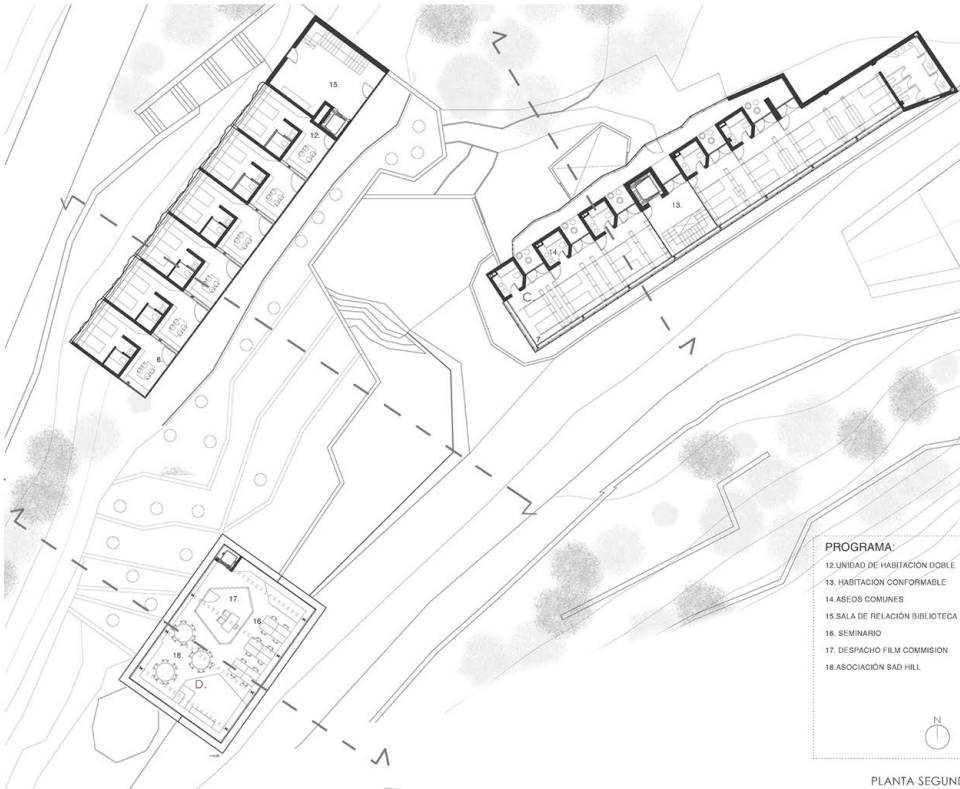 15.
12.
13.
14.
C.
7
6.
17.
16.
18.
D.
PROGRAMA:
12.UNIDAD DE HABITACIÓN DOBLE
13. HABITACIÓN CONFORMABLE
14.ASEOS COMUNES
15.SALA DE RELACIÓN BIBLIOTECA
16. SEMINARIO
17. DESPACHO FILM COMMISION
18.ASOCIACIÓN SAD HILL
N
PLANTA SEGUND